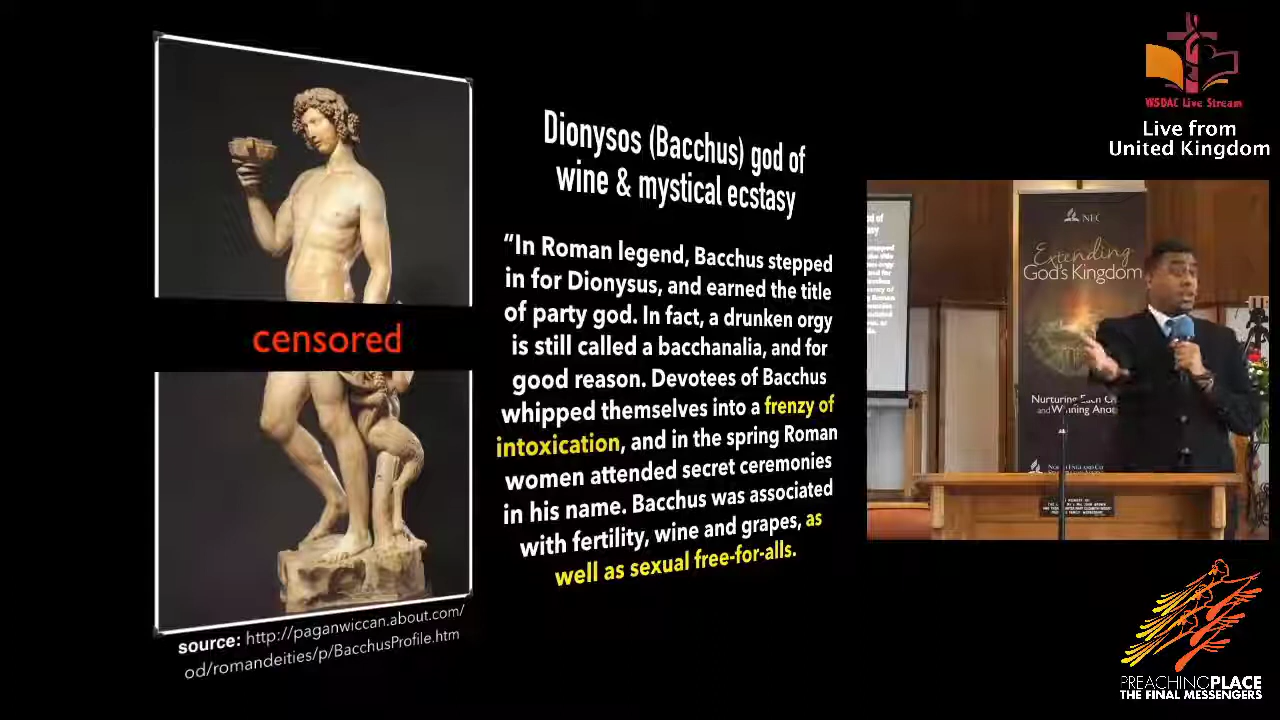 censored
source: http://paganwiccan.about.com/
od/romandeities/p/BacchusProfile.htm
Dionysos (Bacchus) god of
wine & mystical ecstasy
“In Roman legend, Bacchus stepped
in for Dionysus, and earned the title
of party god. In fact, a drunken orgy
is still called a bacchanalia, and for
good reason. Devotees of Bacchus
whipped themselves into a frenzy of
intoxication, and in the spring Roman
women attended secret ceremonies
in his name. Bacchus was associated
with fertility, wine and grapes, as
well as sexual free-for-alls.
WSDAC Live Stream
Live from
United Kingdom
NEC
Extending
God's Kingdom
Nurturing Each
and Winning
PREACHINGPLACE
THE FINAL MESSENGERS